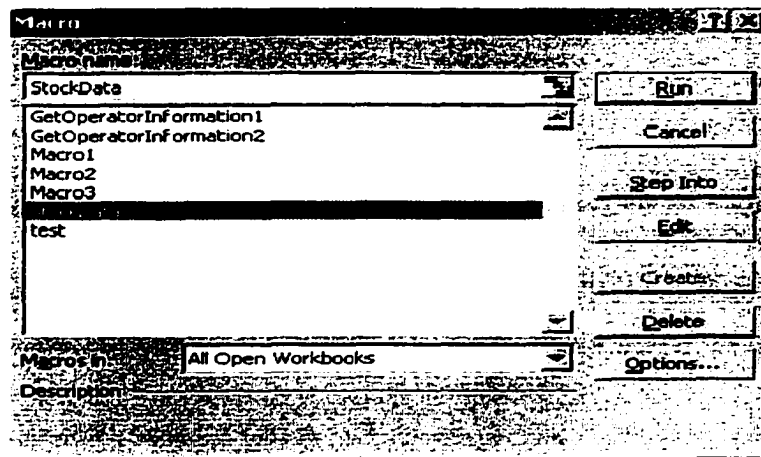 Macro
Macro name:
StockData
Run
GetOperatorInformation1
GetOperatorInformation2
Cancel
Macro1
Macro2
Step Into
Macro3
Edit
test
Create
Delete
Macros in:
All Open Workbooks
Options...
Description